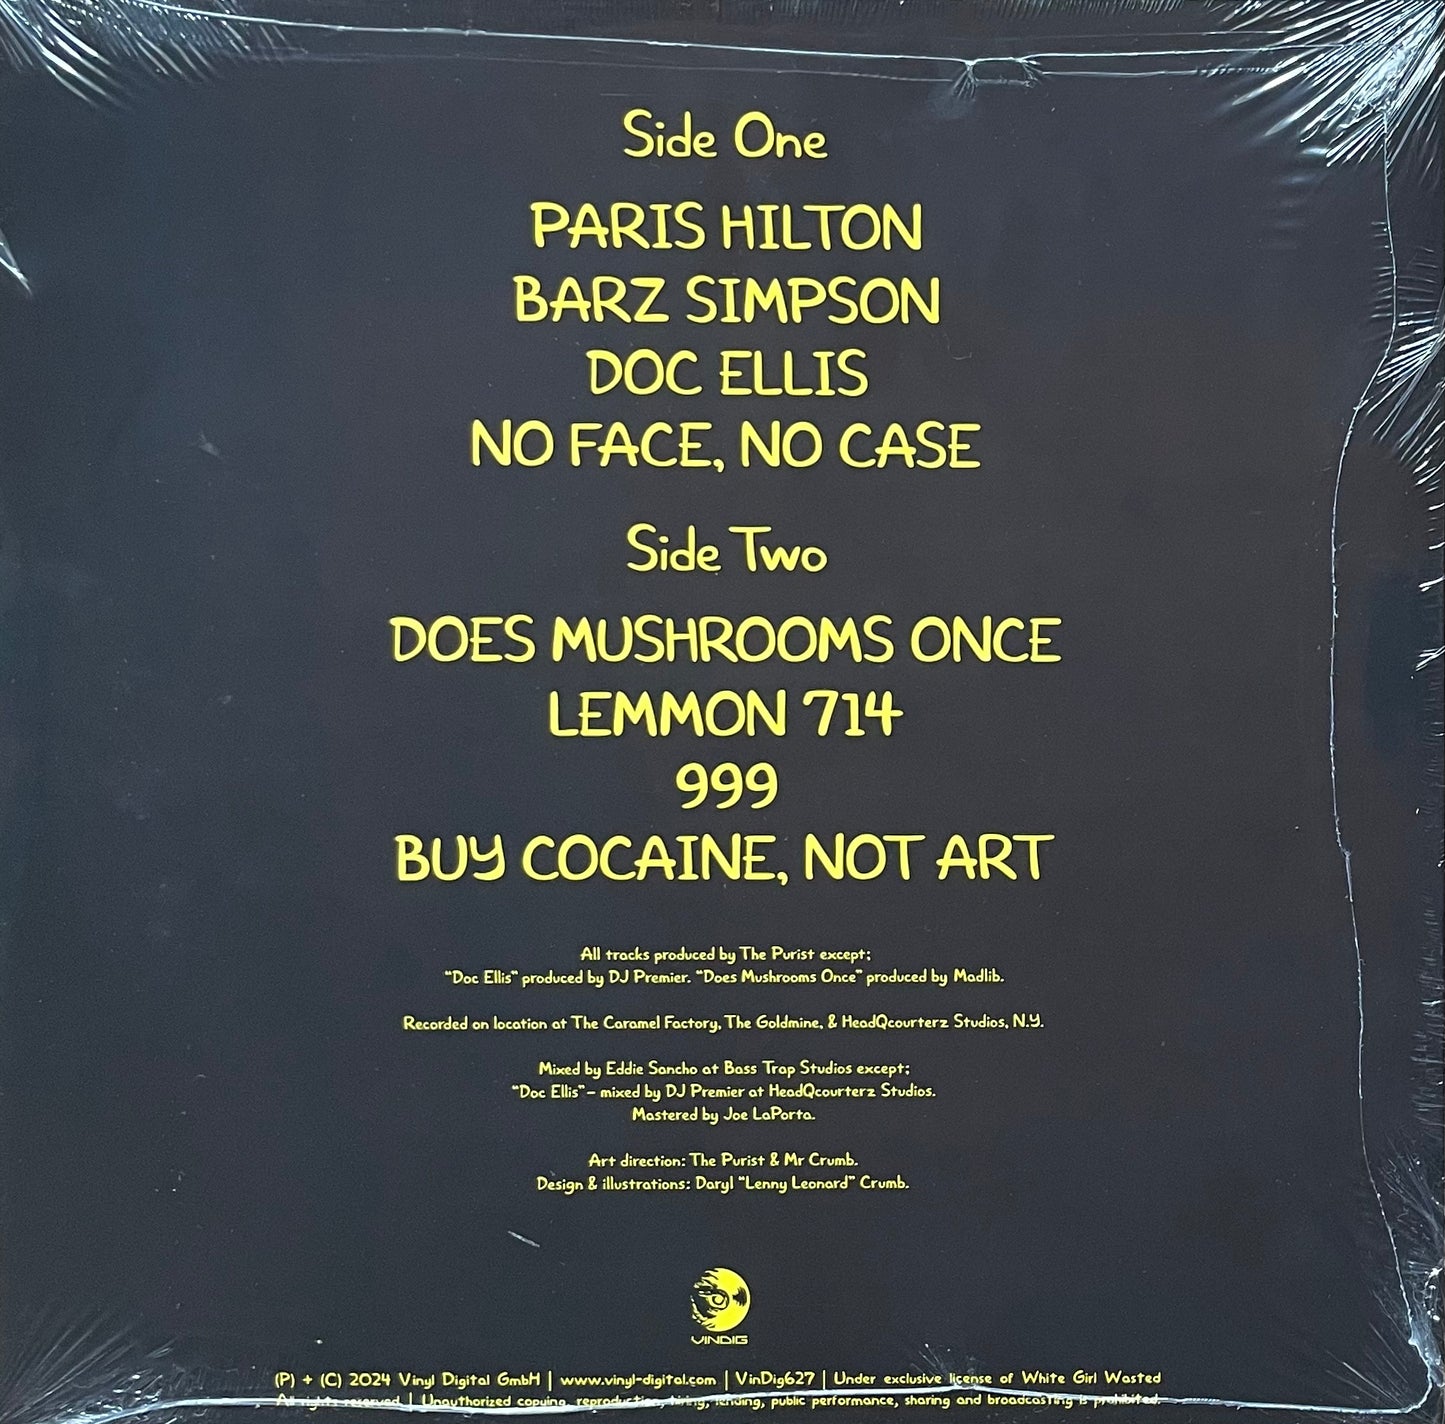 Side One
PARIS HILTON
BARZ SIMPSON
DOC ELLIS
NO FACE, NO CASE
Side Two
DOES MUSHROOMS ONCE
LEMMON 714
999
BUY COCAINE, NOT ART
All tracks produced by The Purist except;
"Doc Ellis" produced by DJ Premier. "Does Mushrooms Once" produced by Madlib.
Recorded on location at The Caramel Factory, The Goldmine, & HeadQcourterz Studios, N.Y.
Mixed by Eddie Sancho at Bass Trap Studios except;
"Doc Ellis" – mixed by DJ Premier at HeadQcourterz Studios.
Mastered by Joe LaPorta.
Art direction: The Purist & Mr Crumb.
Design & illustrations: Daryl "Lenny Leonard" Crumb.
VINDIG
(P) + (C) 2024 Vinyl Digital GmbH | www.vinyl-digital.com | VinDig627 | Under exclusive license of White Girl Wasted
All rights reserved | Unauthorized copying, reproduction, hiring, lending, public performance, sharing and broadcasting is prohibited.